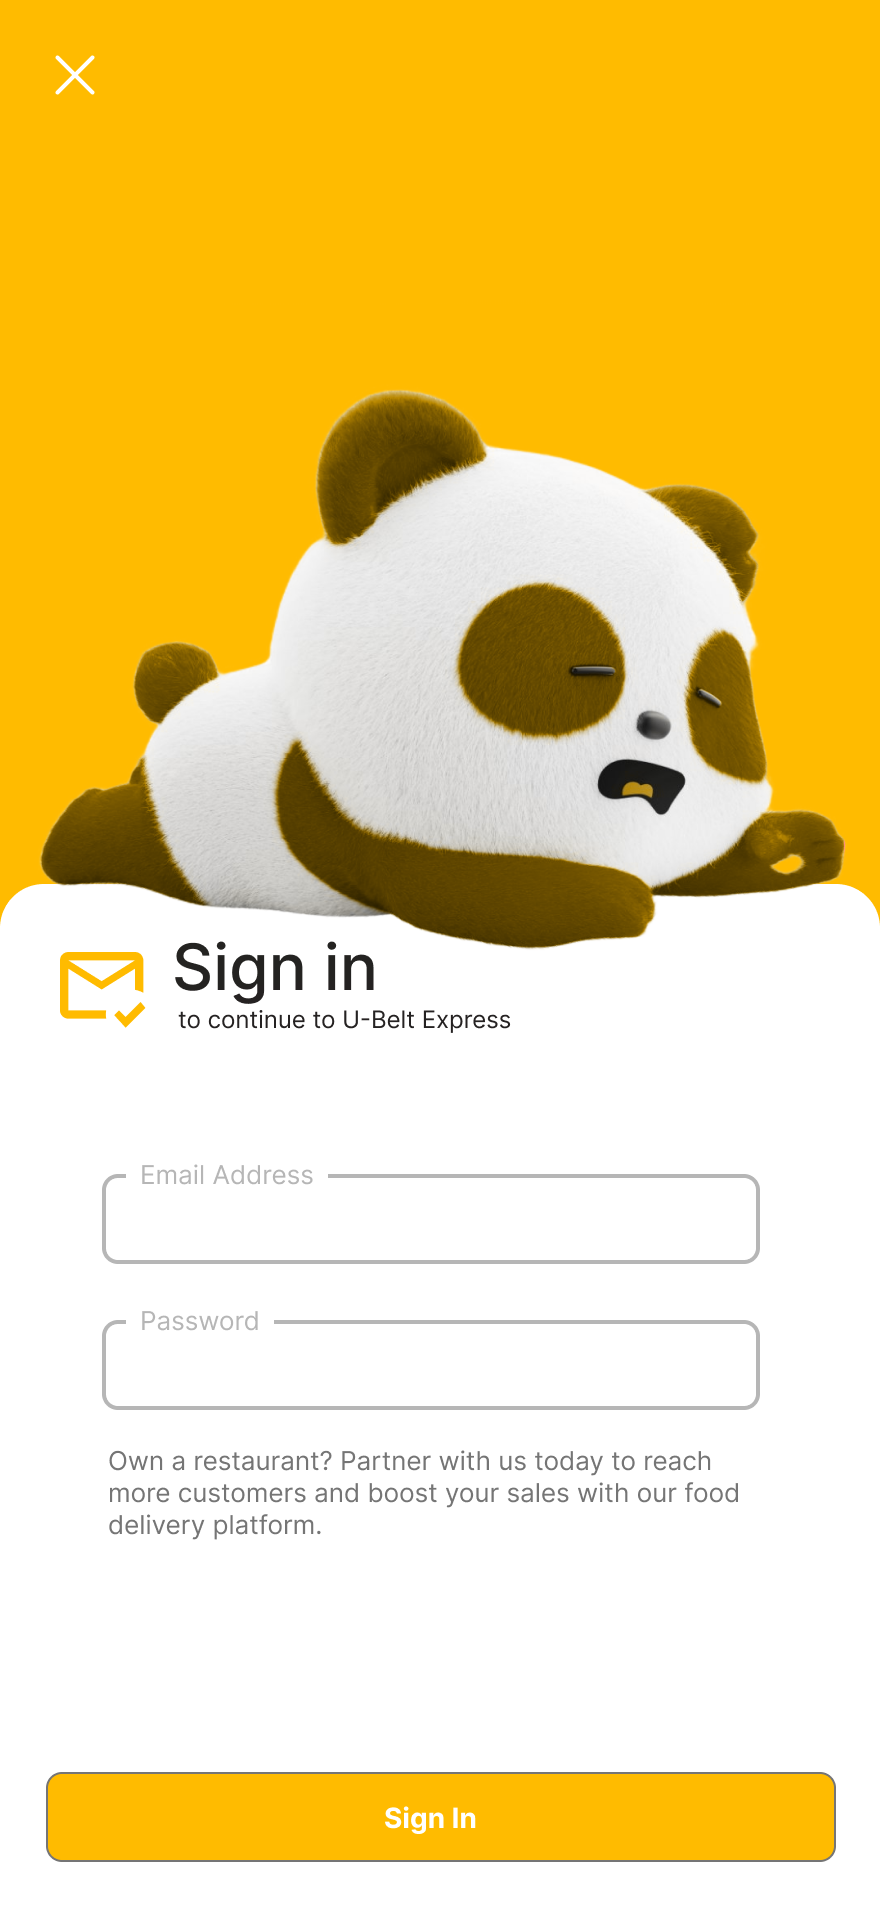 Sign in
to continue to U-Belt Express
Email Address
Password
Own a restaurant? Partner with us today to reach
more customers and boost your sales with our food
delivery platform.
Sign In